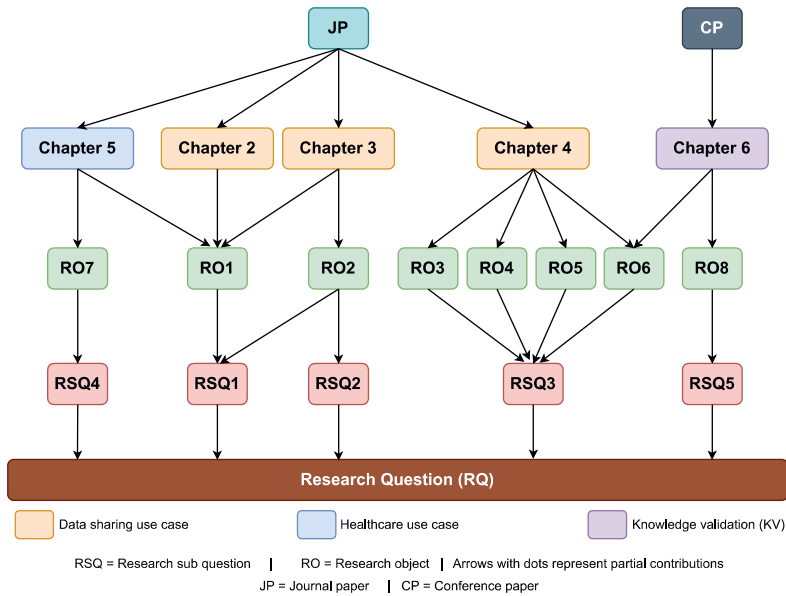 JP
CP
Chapter 5
Chapter 2
Chapter 3
Chapter 4
Chapter 6
RO7
RO1
RO2
RO3
RO4
RO5
RO6
RO8
RSQ4
RSQ1
RSQ2
RSQ3
RSQ5
Research Question (RQ)
Data sharing use case
Healthcare use case
Knowledge validation (KV)
RSQ = Research sub question | RO = Research object | Arrows with dots represent partial contributions
JP = Journal paper | CP = Conference paper